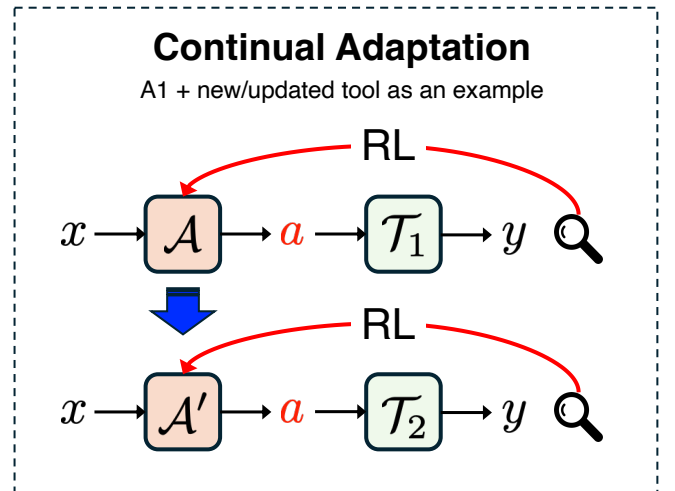 Continual Adaptation
A1 + new/updated tool as an example
RL
x 𝒜 a 𝒯₁ y
RL
x 𝒜′ a 𝒯₂ y